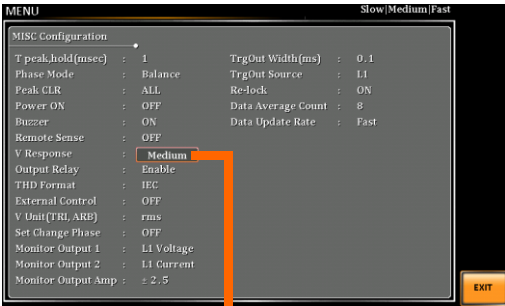 MENU Slow|Medium|Fast
MISC Configuration
T peak,hold(msec) : 1 TrgOut Width(ms) : 0.1
Phase Mode : Balance TrgOut Source : L1
Peak CLR : ALL Re-lock : ON
Power ON : OFF Data Average Count : 8
Buzzer : ON Data Update Rate : Fast
Remote Sense : OFF
V Response : Medium
Output Relay : Enable
THD Format : IEC
External Control : OFF
V Unit(TRI, ARB) : rms
Set Change Phase : OFF
Monitor Output 1 : L1 Voltage
Monitor Output 2 : L1 Current
Monitor Output Amp : ± 2.5
EXIT